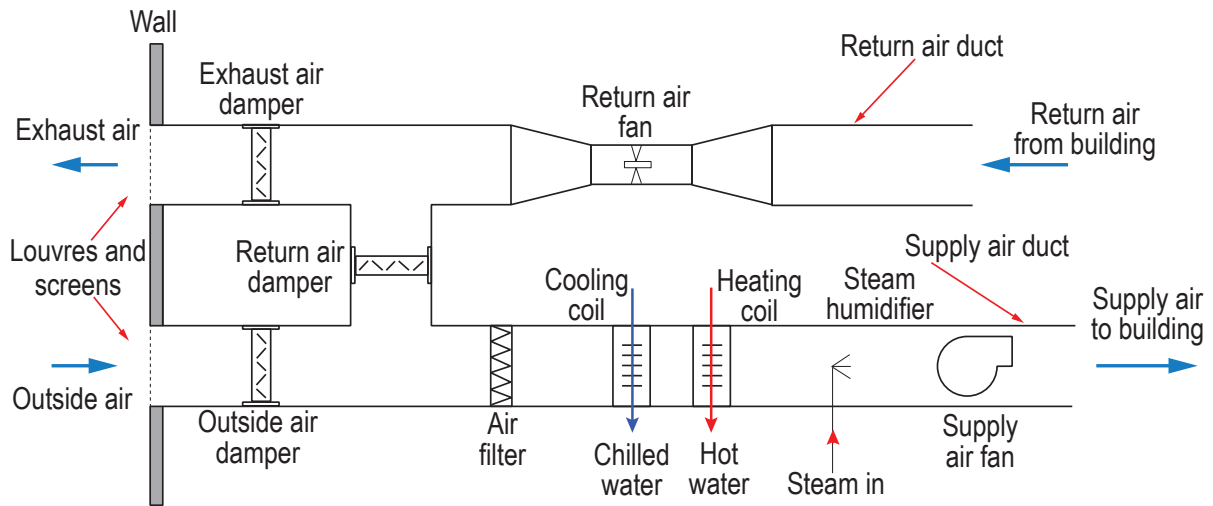 Wall
Exhaust air
damper
Return air
fan
Return air duct
Exhaust air
Return air
from building
Louvres and
screens
Return air
damper
Cooling
coil
Heating
coil
Steam
humidifier
Supply air duct
Supply air
to building
Outside air
Outside air
damper
Air
filter
Chilled
water
Hot
water
Steam in
Supply
air fan